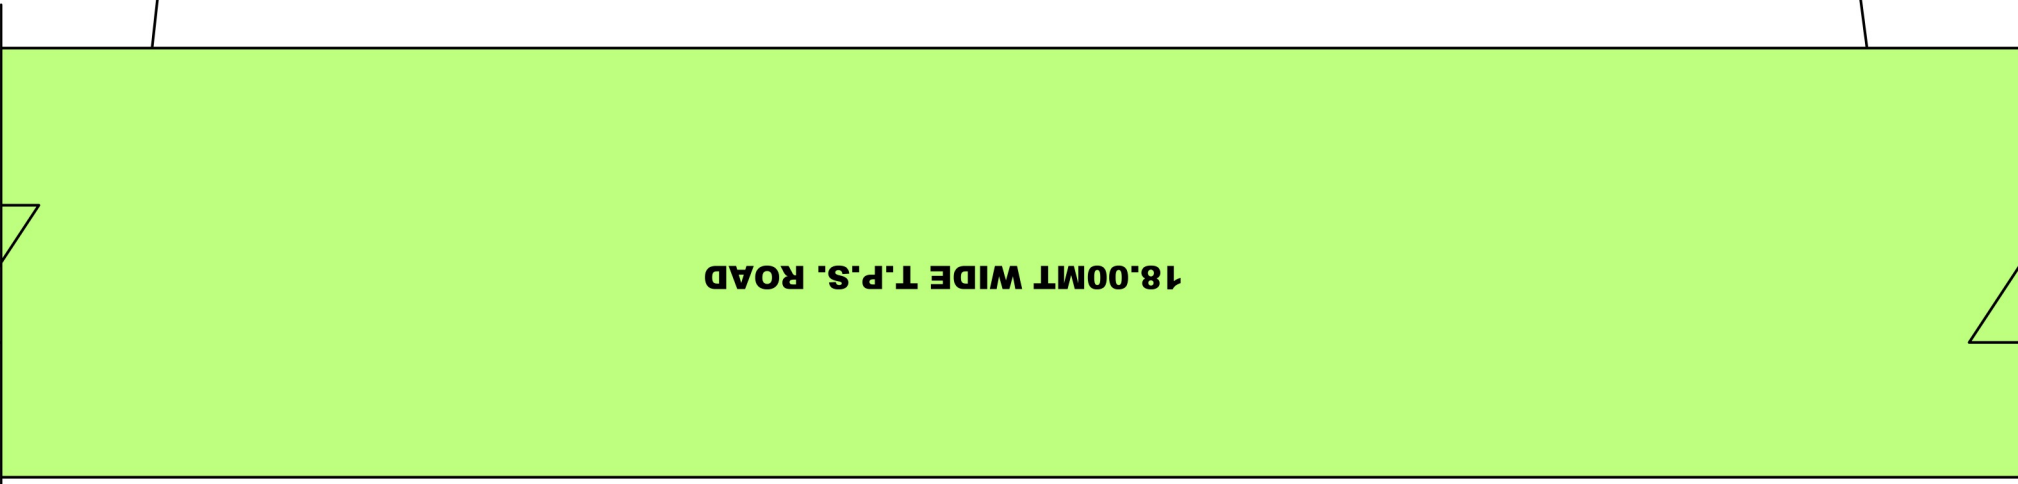 18.00MT WIDE T.P.S. ROAD